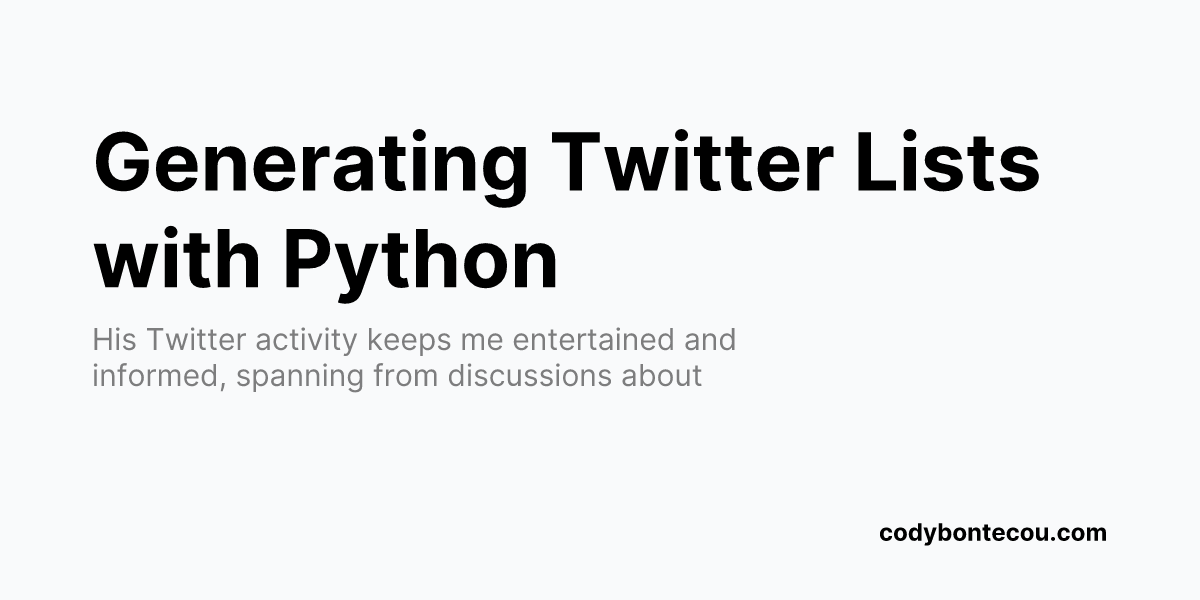 Generating Twitter Lists
with Python
His Twitter activity keeps me entertained and
informed, spanning from discussions about
codybontecou.com